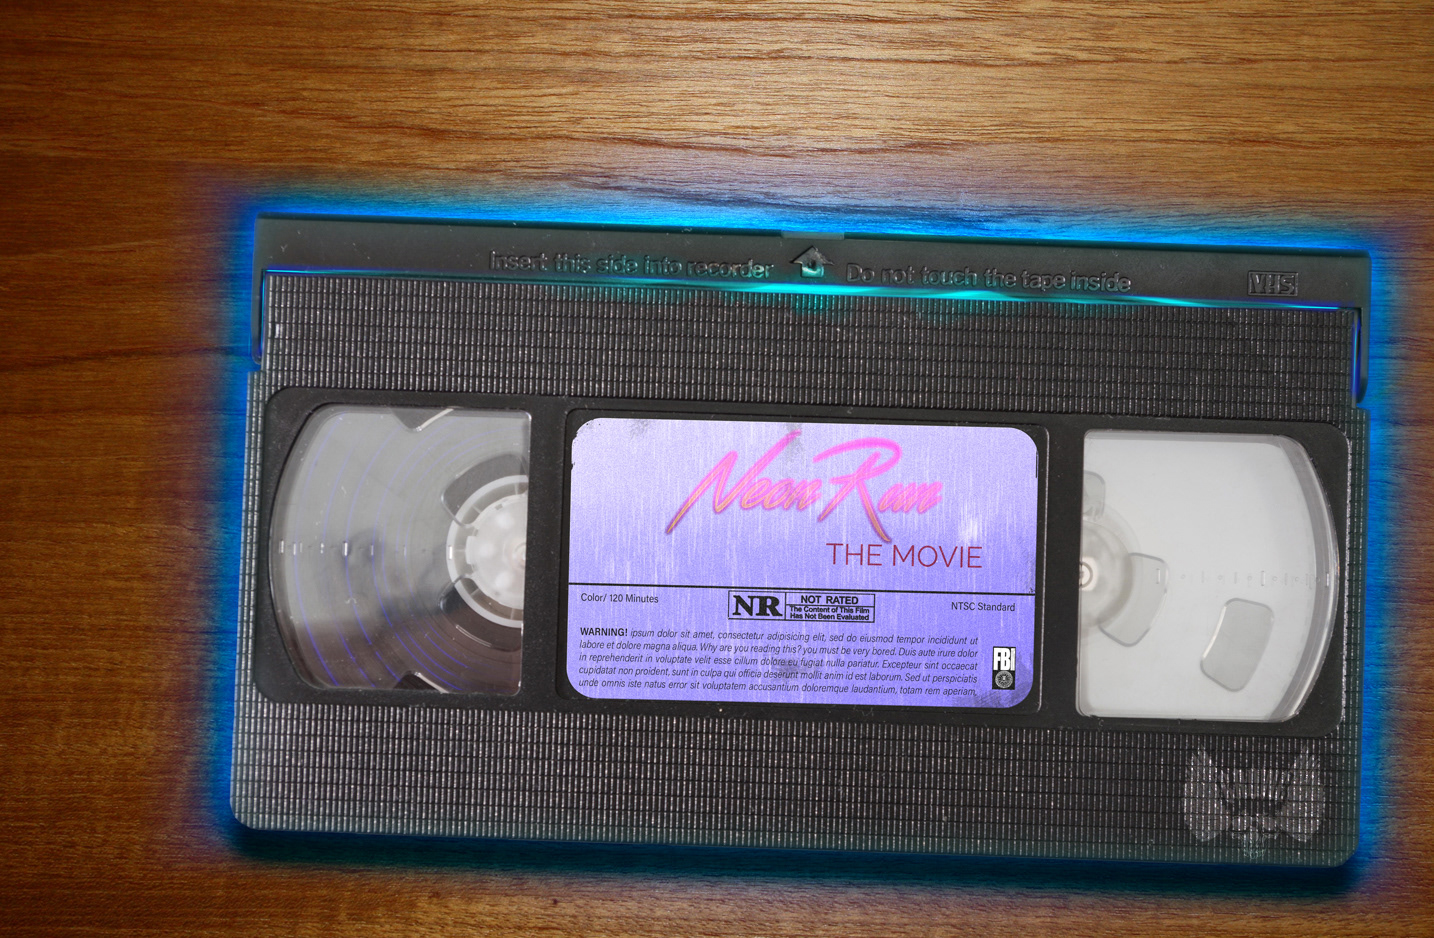 Insert this side into recorder Do not touch the tape inside VHS
Neon Run
THE MOVIE
Color/ 120 Minutes
NR NOT RATED
The Content of This Film
Has Not Been Evaluated
NTSC Standard
WARNING! ipsum dolor sit amet, consectetur adipisicing elit, sed do eiusmod tempor incididunt ut
labore et dolore magna aliqua. Why are you reading this? you must be very bored. Duis aute irure dolor
in reprehenderit in voluptate velit esse cillum dolore eu fugiat nulla pariatur. Excepteur sint occaecat
cupidatat non proident, sunt in culpa qui officia deserunt mollit anim id est laborum. Sed ut perspiciatis
unde omnis iste natus error sit voluptatem accusantium doloremque laudantium, totam rem aperiam,
FBI